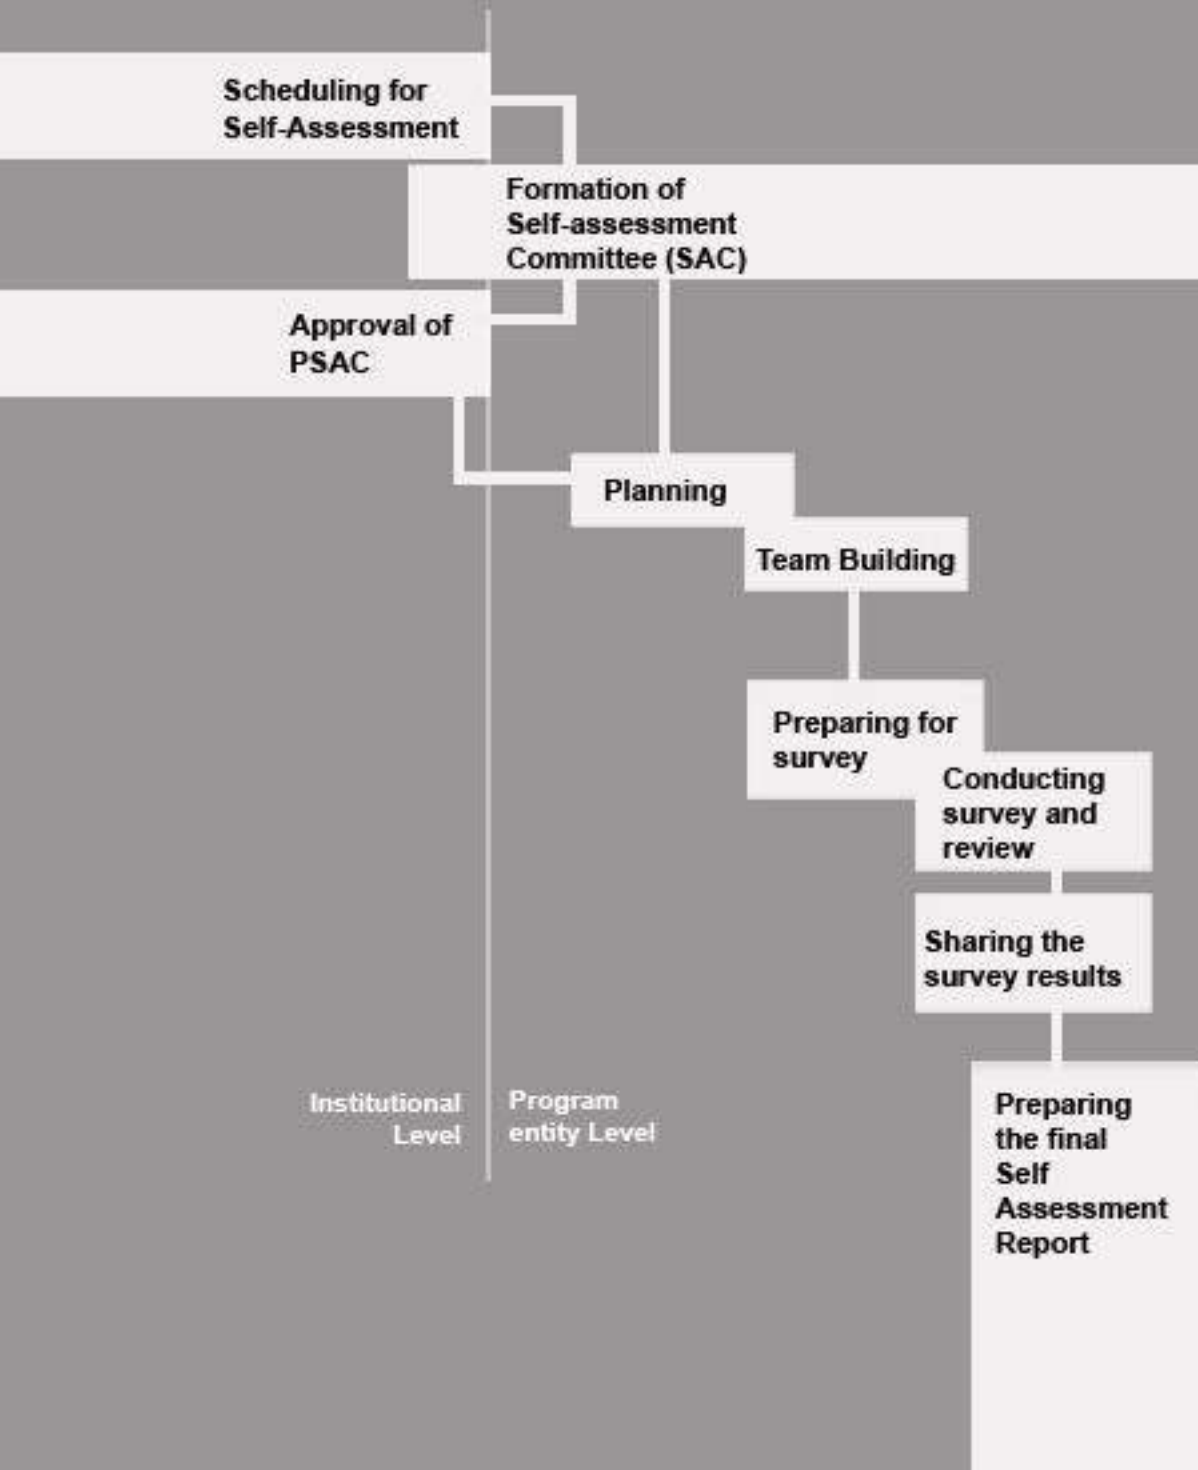 Scheduling for
Self-Assessment
Formation of
Self-assessment
Committee (SAC)
Approval of
PSAC
Planning
Team Building
Preparing for
survey
Conducting
survey and
review
Sharing the
survey results
Institutional
Level
Program
entity Level
Preparing
the final
Self
Assessment
Report